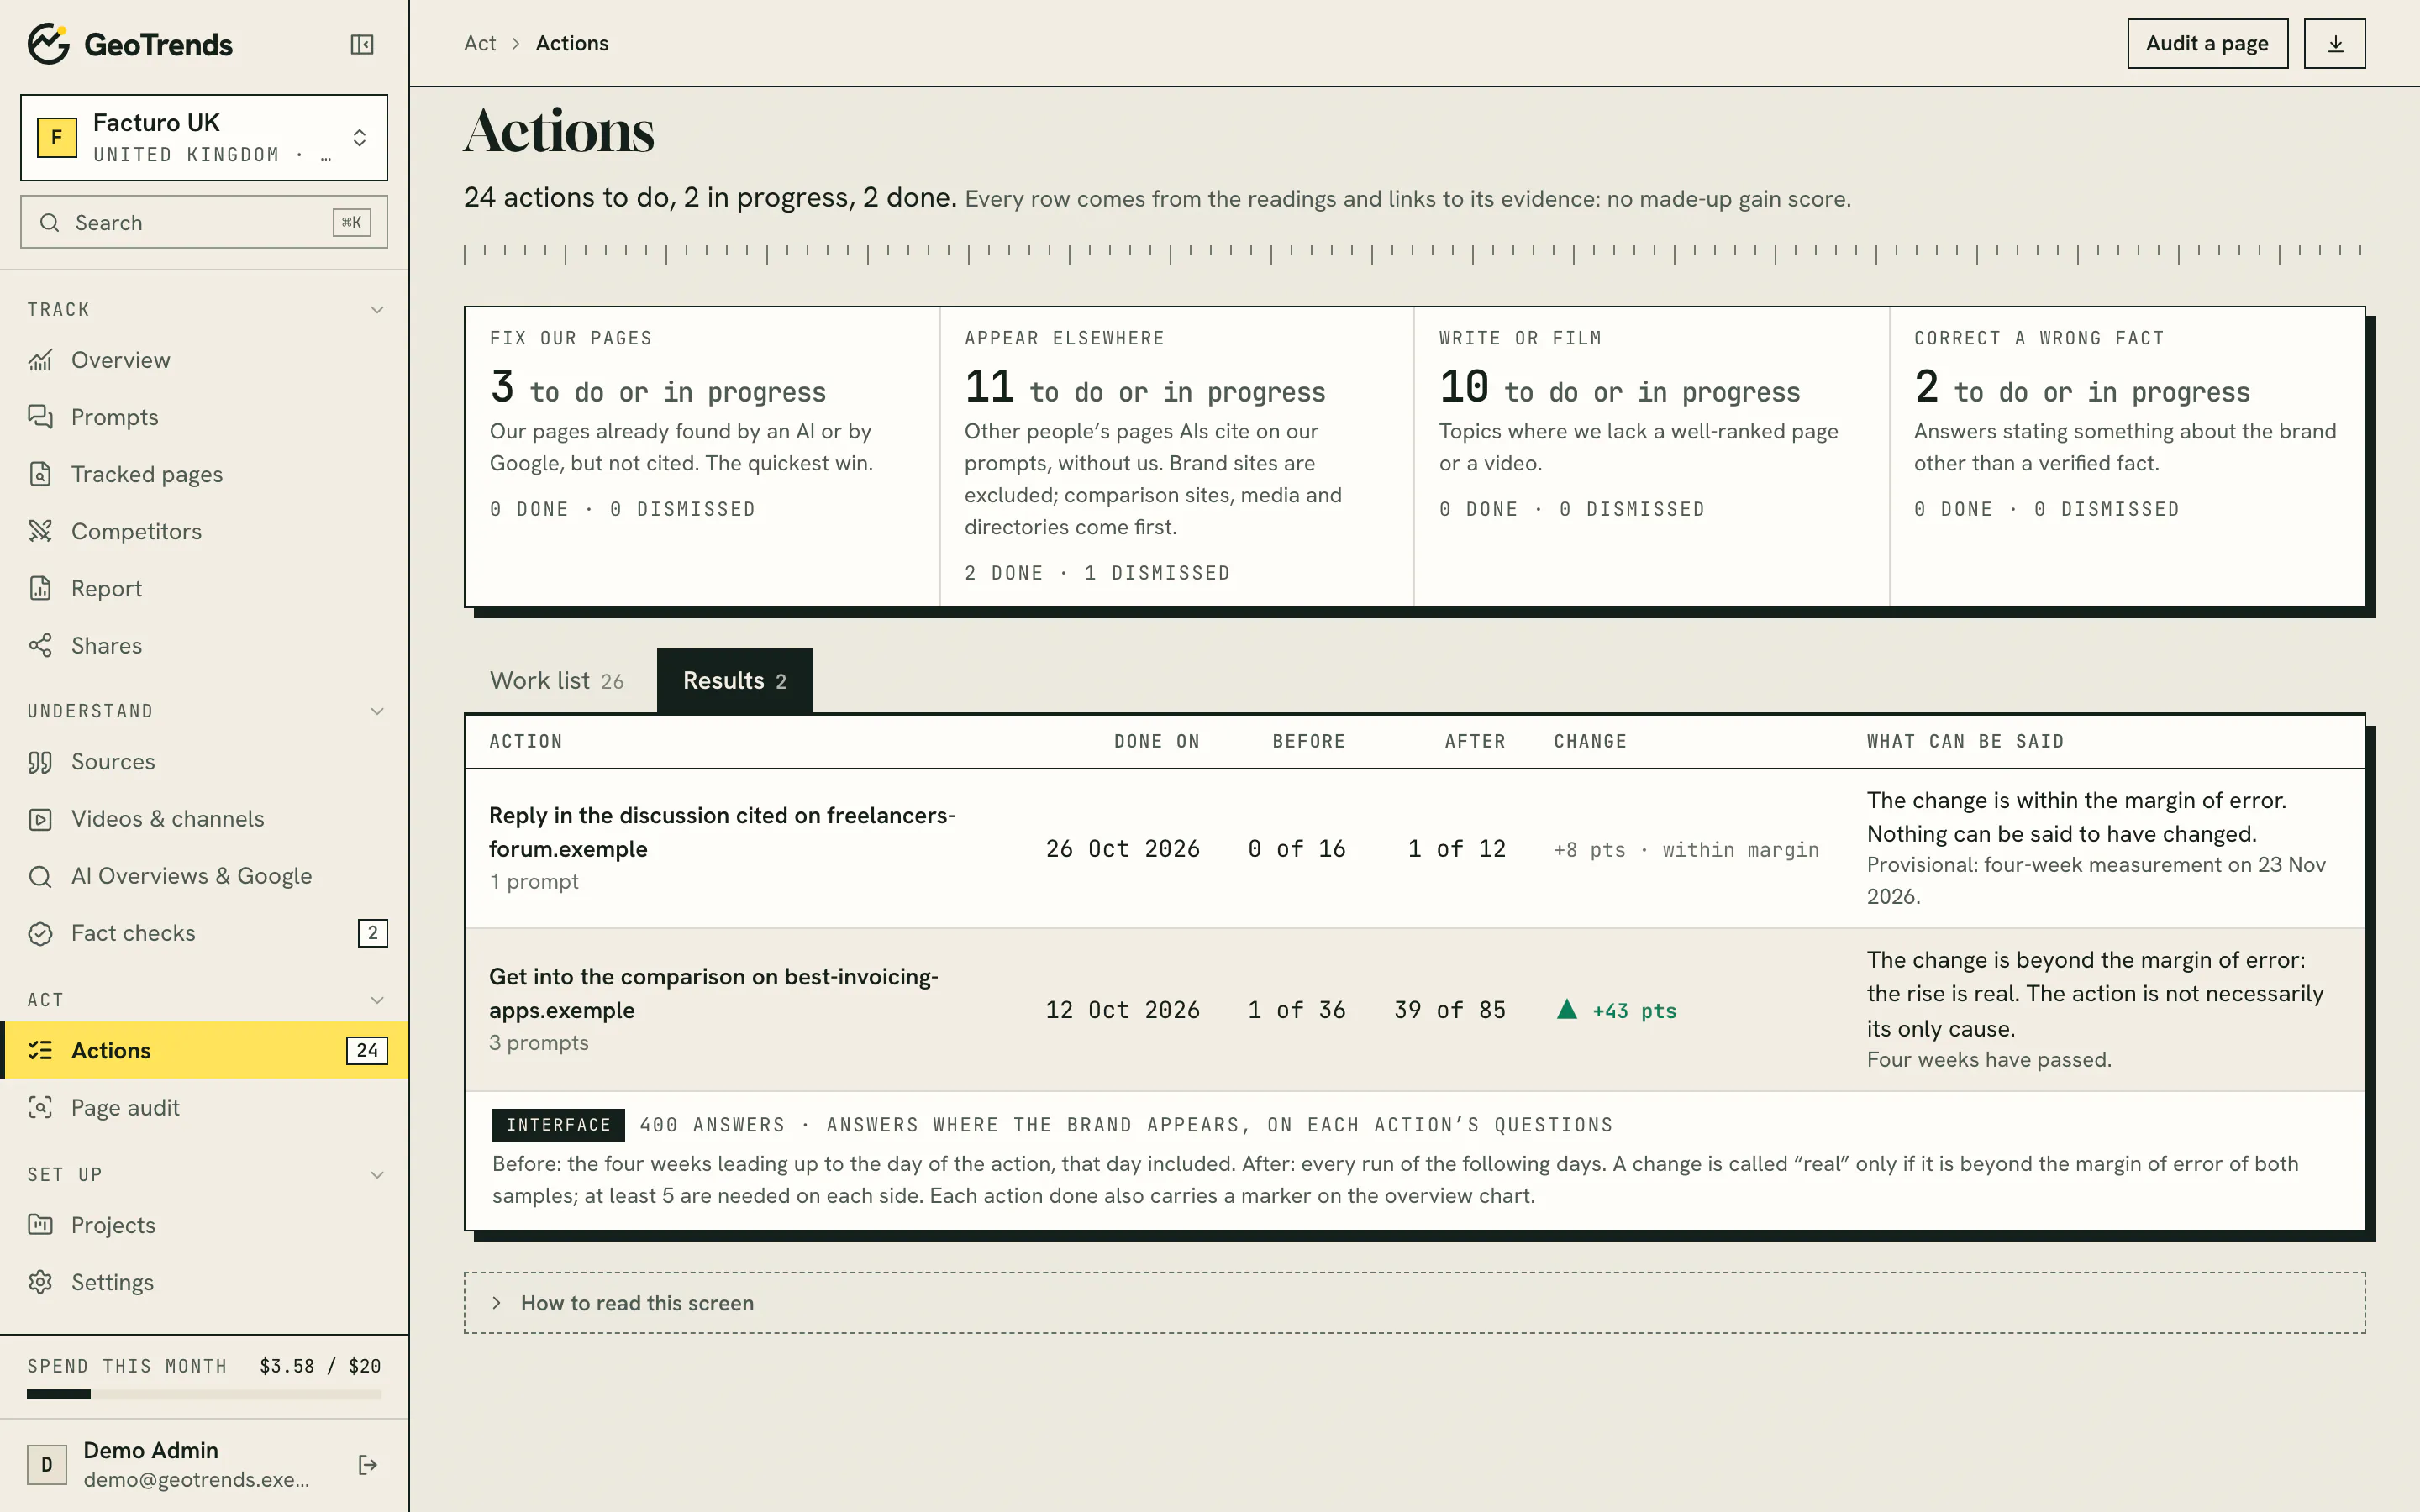 GeoTrends
F
Facturo UK
UNITED KINGDOM · …
Search
⌘K
TRACK
Overview
Prompts
Tracked pages
Competitors
Report
Shares
UNDERSTAND
Sources
Videos & channels
AI Overviews & Google
Fact checks
2
ACT
Actions
24
Page audit
SET UP
Projects
Settings
SPEND THIS MONTH
$3.58 / $20
D
Demo Admin
demo@geotrends.exe…
Act
Actions
Audit a page
Actions
24 actions to do, 2 in progress, 2 done. Every row comes from the readings and links to its evidence: no made-up gain score.
FIX OUR PAGES
3 to do or in progress
Our pages already found by an AI or by
Google, but not cited. The quickest win.
0 DONE · 0 DISMISSED
APPEAR ELSEWHERE
11 to do or in progress
Other people’s pages AIs cite on our
prompts, without us. Brand sites are
excluded; comparison sites, media and
directories come first.
2 DONE · 1 DISMISSED
WRITE OR FILM
10 to do or in progress
Topics where we lack a well-ranked page
or a video.
0 DONE · 0 DISMISSED
CORRECT A WRONG FACT
2 to do or in progress
Answers stating something about the brand
other than a verified fact.
0 DONE · 0 DISMISSED
Work list 26
Results 2
ACTION
DONE ON
BEFORE
AFTER
CHANGE
WHAT CAN BE SAID
Reply in the discussion cited on freelancers-
forum.exemple
1 prompt
26 Oct 2026
0 of 16
1 of 12
+8 pts · within margin
The change is within the margin of error.
Nothing can be said to have changed.
Provisional: four-week measurement on 23 Nov
2026.
Get into the comparison on best-invoicing-
apps.exemple
3 prompts
12 Oct 2026
1 of 36
39 of 85
▲ +43 pts
The change is beyond the margin of error:
the rise is real. The action is not necessarily
its only cause.
Four weeks have passed.
INTERFACE
400 ANSWERS · ANSWERS WHERE THE BRAND APPEARS, ON EACH ACTION’S QUESTIONS
Before: the four weeks leading up to the day of the action, that day included. After: every run of the following days. A change is called “real” only if it is beyond the margin of error of both
samples; at least 5 are needed on each side. Each action done also carries a marker on the overview chart.
How to read this screen